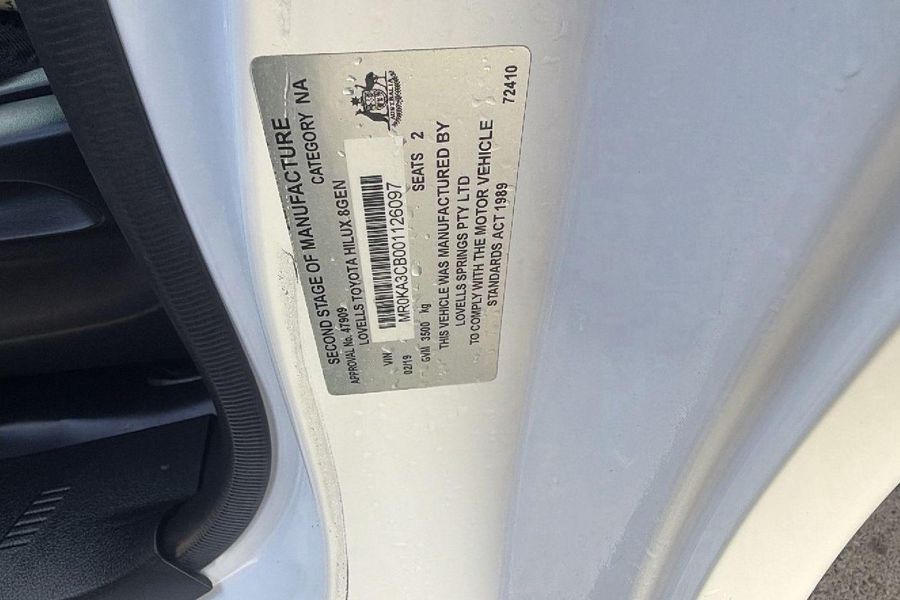 SECOND STAGE OF MANUFACTURE
APPROVAL No. 47909 CATEGORY NA
LOVELLS TOYOTA HILUX 8GEN
AUSTRALIA
VIN
MR0KA3CB001126097
02/19 SEATS 2
GVM 3500 kg
THIS VEHICLE WAS MANUFACTURED BY
LOVELLS SPRINGS PTY LTD
TO COMPLY WITH THE MOTOR VEHICLE
STANDARDS ACT 1989
72410